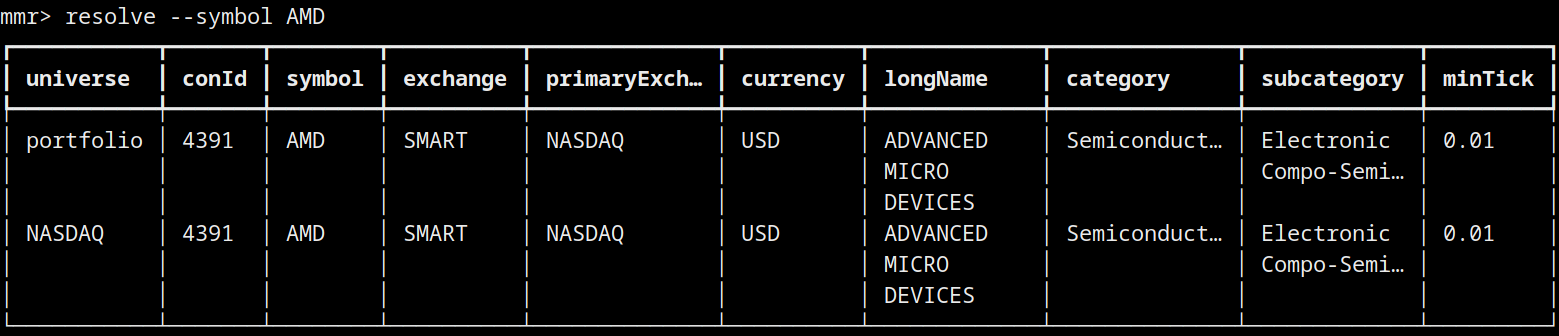 mmr> resolve --symbol AMD
universe conId symbol exchange primaryExch… currency longName category subcategory minTick
portfolio 4391 AMD SMART NASDAQ USD ADVANCED Semiconduct… Electronic 0.01
MICRO Compo-Semi…
DEVICES
NASDAQ 4391 AMD SMART NASDAQ USD ADVANCED Semiconduct… Electronic 0.01
MICRO Compo-Semi…
DEVICES